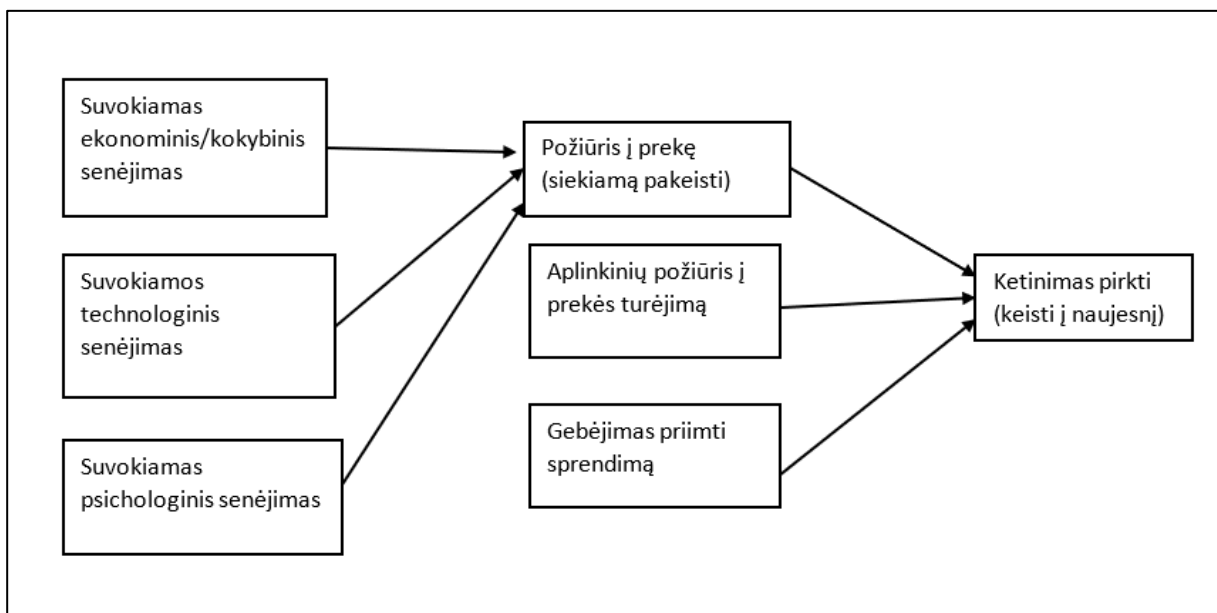 Suvokiamas
ekonominis/kokybinis
senėjimas
Suvokiamos
technologinis
senėjimas
Suvokiamas
psichologinis senėjimas
Požiūris į prekę
(siekiamą pakeisti)
Aplinkinių požiūris į
prekės turėjimą
Gebėjimas priimti
sprendimą
Ketinimas pirkti
(keisti į naujesnį)